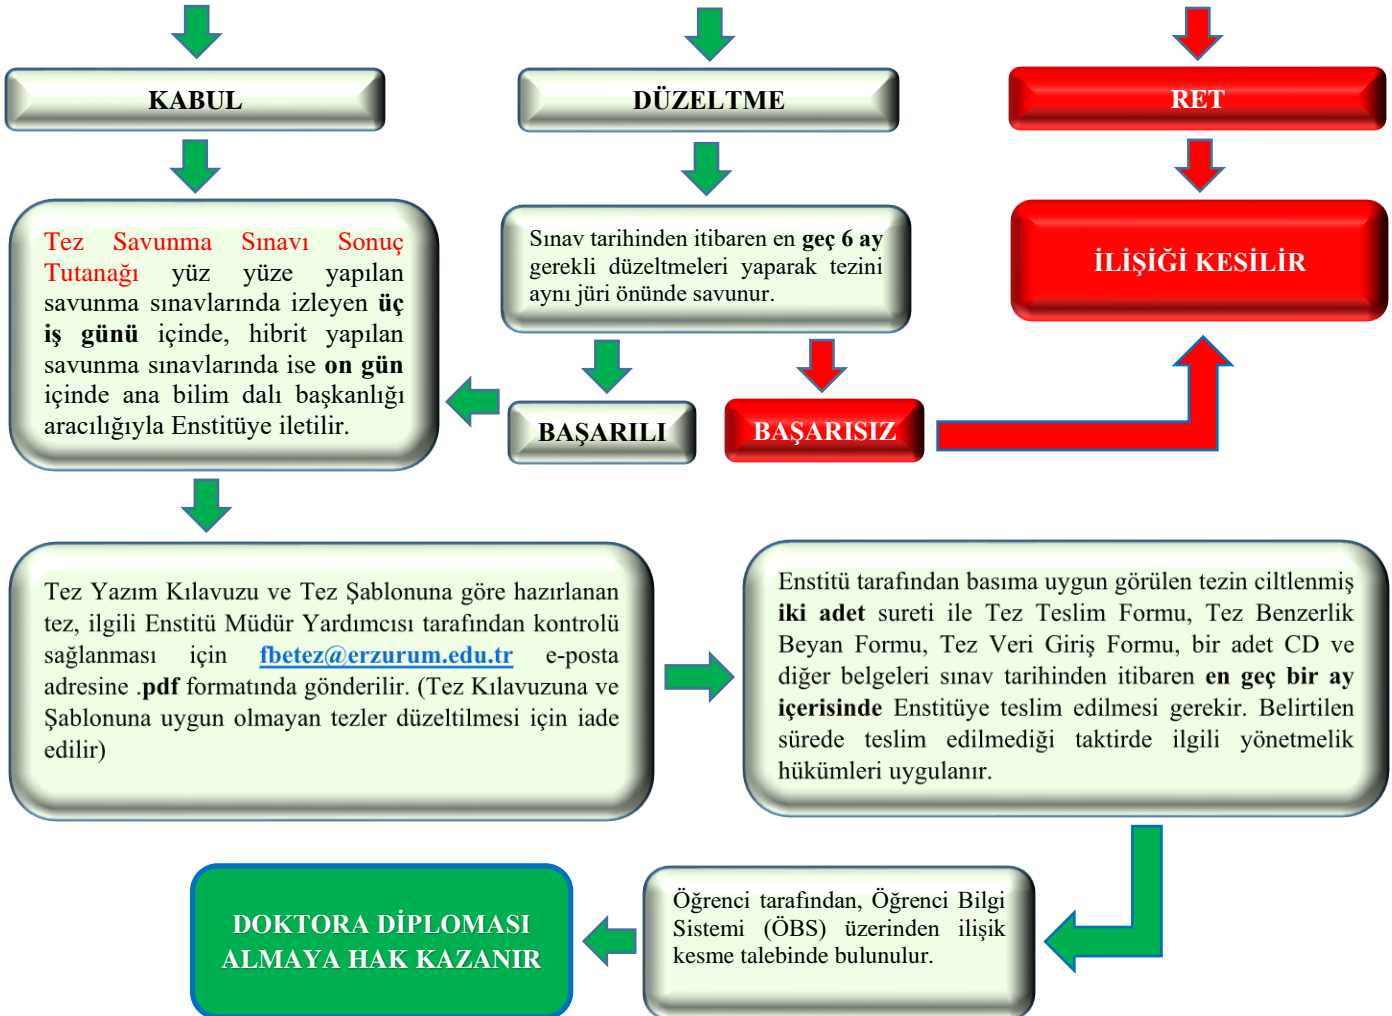 KABUL
DÜZELTME
RET
Tez Savunma Sınavı Sonuç
Tutanağı yüz yüze yapılan
savunma sınavlarında izleyen üç
iş günü içinde, hibrit yapılan
savunma sınavlarında ise on gün
içinde ana bilim dalı başkanlığı
aracılığıyla Enstitüye iletilir.
Sınav tarihinden itibaren en geç 6 ay
gerekli düzeltmeleri yaparak tezini
aynı jüri önünde savunur.
İLİŞİĞİ KESİLİR
BAŞARILI
BAŞARISIZ
Tez Yazım Kılavuzu ve Tez Şablonuna göre hazırlanan
tez, ilgili Enstitü Müdür Yardımcısı tarafından kontrolü
sağlanması için fbetez@erzurum.edu.tr e-posta
adresine .pdf formatında gönderilir. (Tez Kılavuzuna ve
Şablonuna uygun olmayan tezler düzeltilmesi için iade
edilir)
Enstitü tarafından basıma uygun görülen tezin ciltlenmiş
iki adet sureti ile Tez Teslim Formu, Tez Benzerlik
Beyan Formu, Tez Veri Giriş Formu, bir adet CD ve
diğer belgeleri sınav tarihinden itibaren en geç bir ay
içerisinde Enstitüye teslim edilmesi gerekir. Belirtilen
sürede teslim edilmediği taktirde ilgili yönetmelik
hükümleri uygulanır.
Öğrenci tarafından, Öğrenci Bilgi
Sistemi (ÖBS) üzerinden ilişik
kesme talebinde bulunulur.
DOKTORA DİPLOMASI
ALMAYA HAK KAZANIR